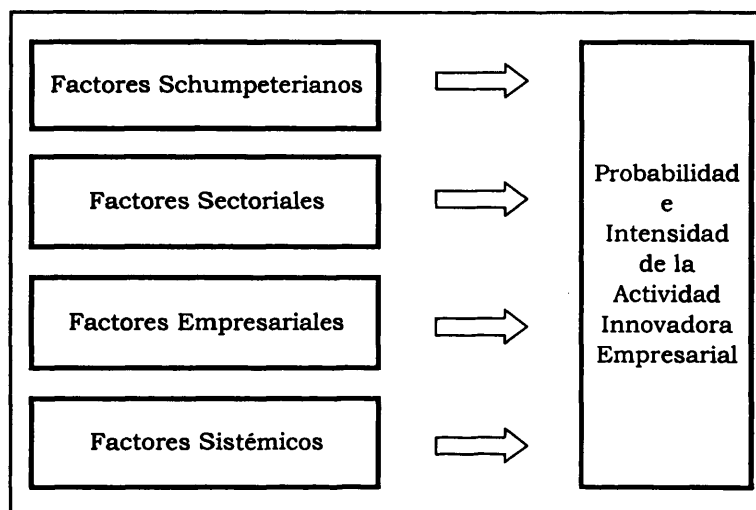 Factores Schumpeterianos
Factores Sectoriales
Factores Empresariales
Factores Sistémicos
Probabilidad
e
Intensidad
de la
Actividad
Innovadora
Empresarial